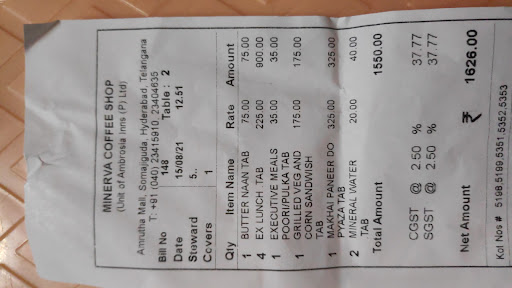 MINERVA COFFEE SHOP
(Unit of Ambrosia Inns (P) Ltd)
Amrutha Mall, Somajiguda, Hyderabad, Telangana
T: +91 (040) 23415910, 23404635
Bill No 148 Table : 2
Date 15/08/21 12.51
Steward 5.
Covers 1
Qty Item Name Rate Amount
1 BUTTER NAAN TAB 75.00 75.00
4 EX LUNCH TAB 225.00 900.00
1 EXECUTIVE MEALS 35.00 35.00
POORI/PULKA TAB
1 GRILLED VEG AND 175.00 175.00
CORN SANDWISH
TAB
1 MAKHAI PANEER DO 325.00 325.00
PYAZA TAB
2 MINERAL WATER 20.00 40.00
TAB
Total Amount 1550.00
CGST @ 2.50 % 37.77
SGST @ 2.50 % 37.77
Net Amount ₹ 1626.00
Kot Nos # 5198,5199,5351,5352,5353